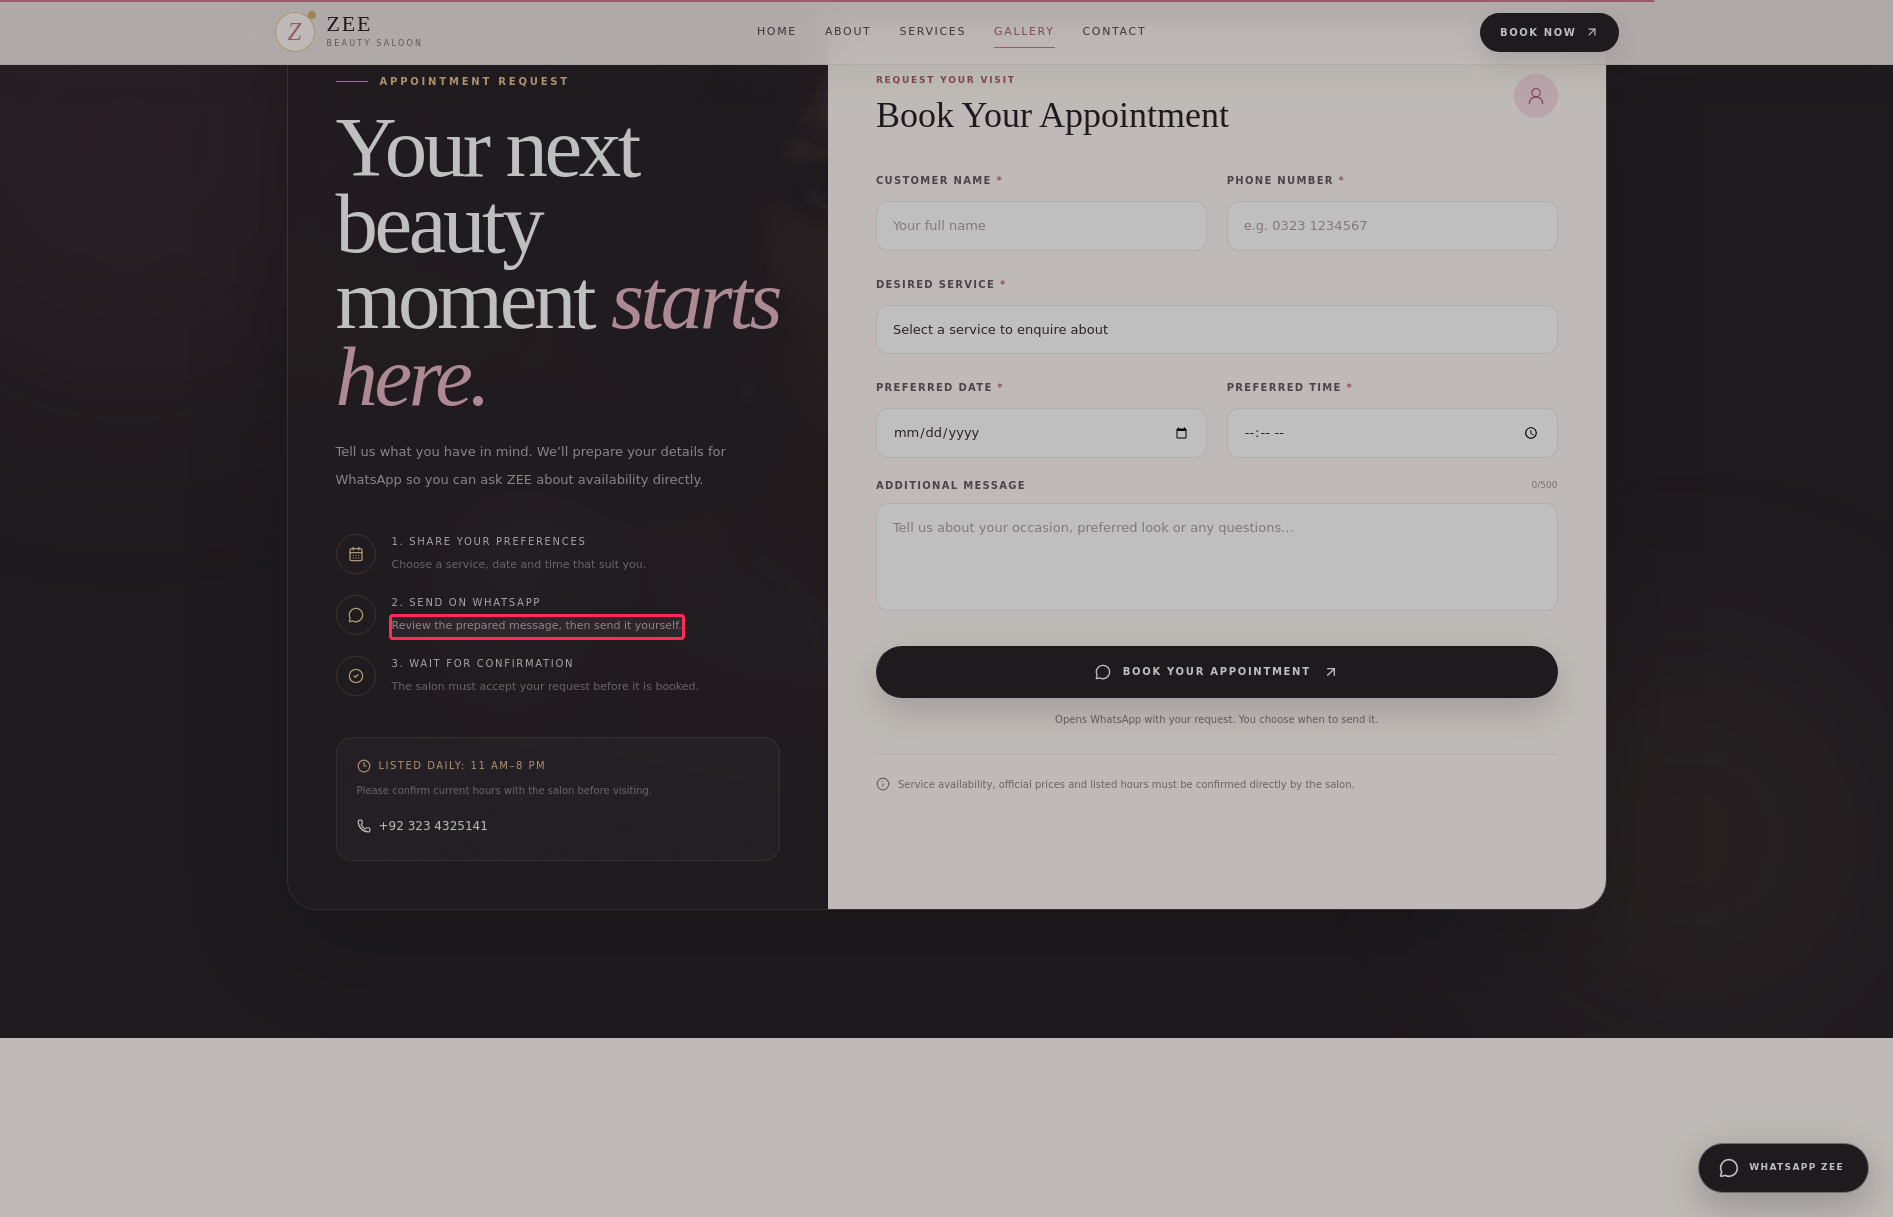 Z
ZEE
BEAUTY SALOON
HOME ABOUT SERVICES GALLERY CONTACT
BOOK NOW
APPOINTMENT REQUEST
Your next
beauty
moment starts
here.
Tell us what you have in mind. We’ll prepare your details for
WhatsApp so you can ask ZEE about availability directly.
1. SHARE YOUR PREFERENCES
Choose a service, date and time that suit you.
2. SEND ON WHATSAPP
Review the prepared message, then send it yourself.
3. WAIT FOR CONFIRMATION
The salon must accept your request before it is booked.
LISTED DAILY: 11 AM–8 PM
Please confirm current hours with the salon before visiting.
+92 323 4325141
REQUEST YOUR VISIT
Book Your Appointment
CUSTOMER NAME * PHONE NUMBER *
Your full name e.g. 0323 1234567
DESIRED SERVICE *
Select a service to enquire about
PREFERRED DATE * PREFERRED TIME *
mm/dd/yyyy --:-- --
ADDITIONAL MESSAGE 0/500
Tell us about your occasion, preferred look or any questions...
BOOK YOUR APPOINTMENT
Opens WhatsApp with your request. You choose when to send it.
Service availability, official prices and listed hours must be confirmed directly by the salon.
WHATSAPP ZEE